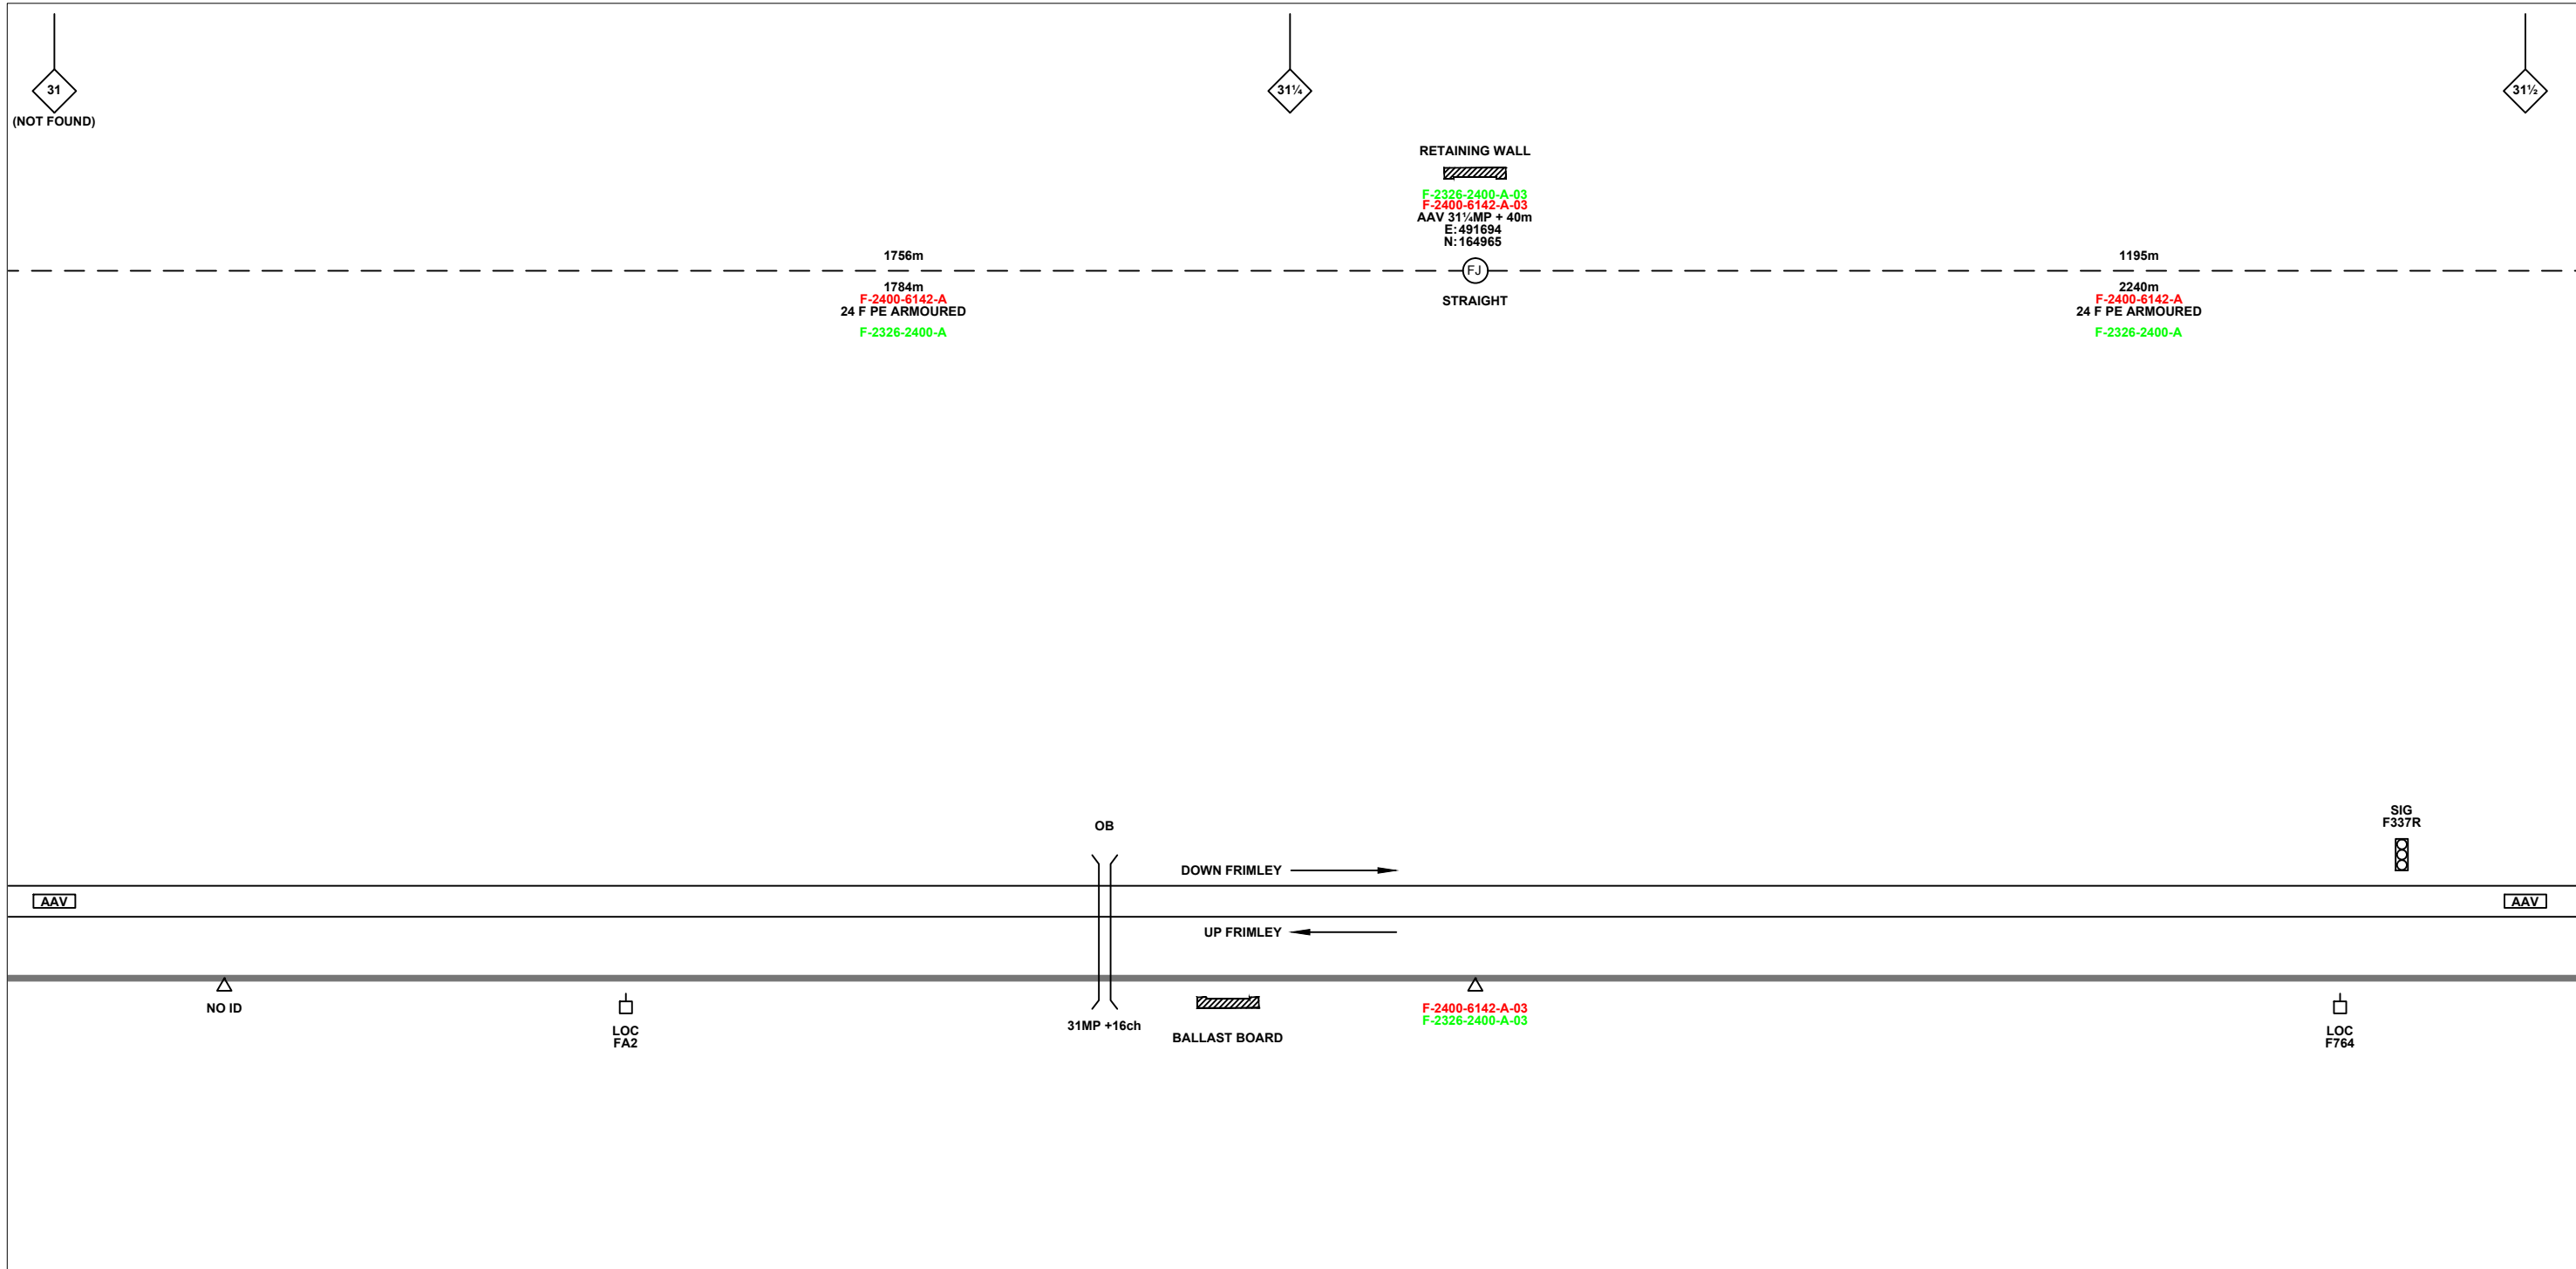 31
(NOT FOUND)
31¼
31½
RETAINING WALL
F-2326-2400-A-03
F-2400-6142-A-03
AAV 31¼MP + 40m
E:491694
N:164965
1756m
1784m
F-2400-6142-A
24 F PE ARMOURED
F-2326-2400-A
FJ
STRAIGHT
1195m
2240m
F-2400-6142-A
24 F PE ARMOURED
F-2326-2400-A
OB
SIG
F337R
DOWN FRIMLEY
AAV
AAV
UP FRIMLEY
NO ID
LOC
FA2
31MP +16ch
BALLAST BOARD
F-2400-6142-A-03
F-2326-2400-A-03
LOC
F764